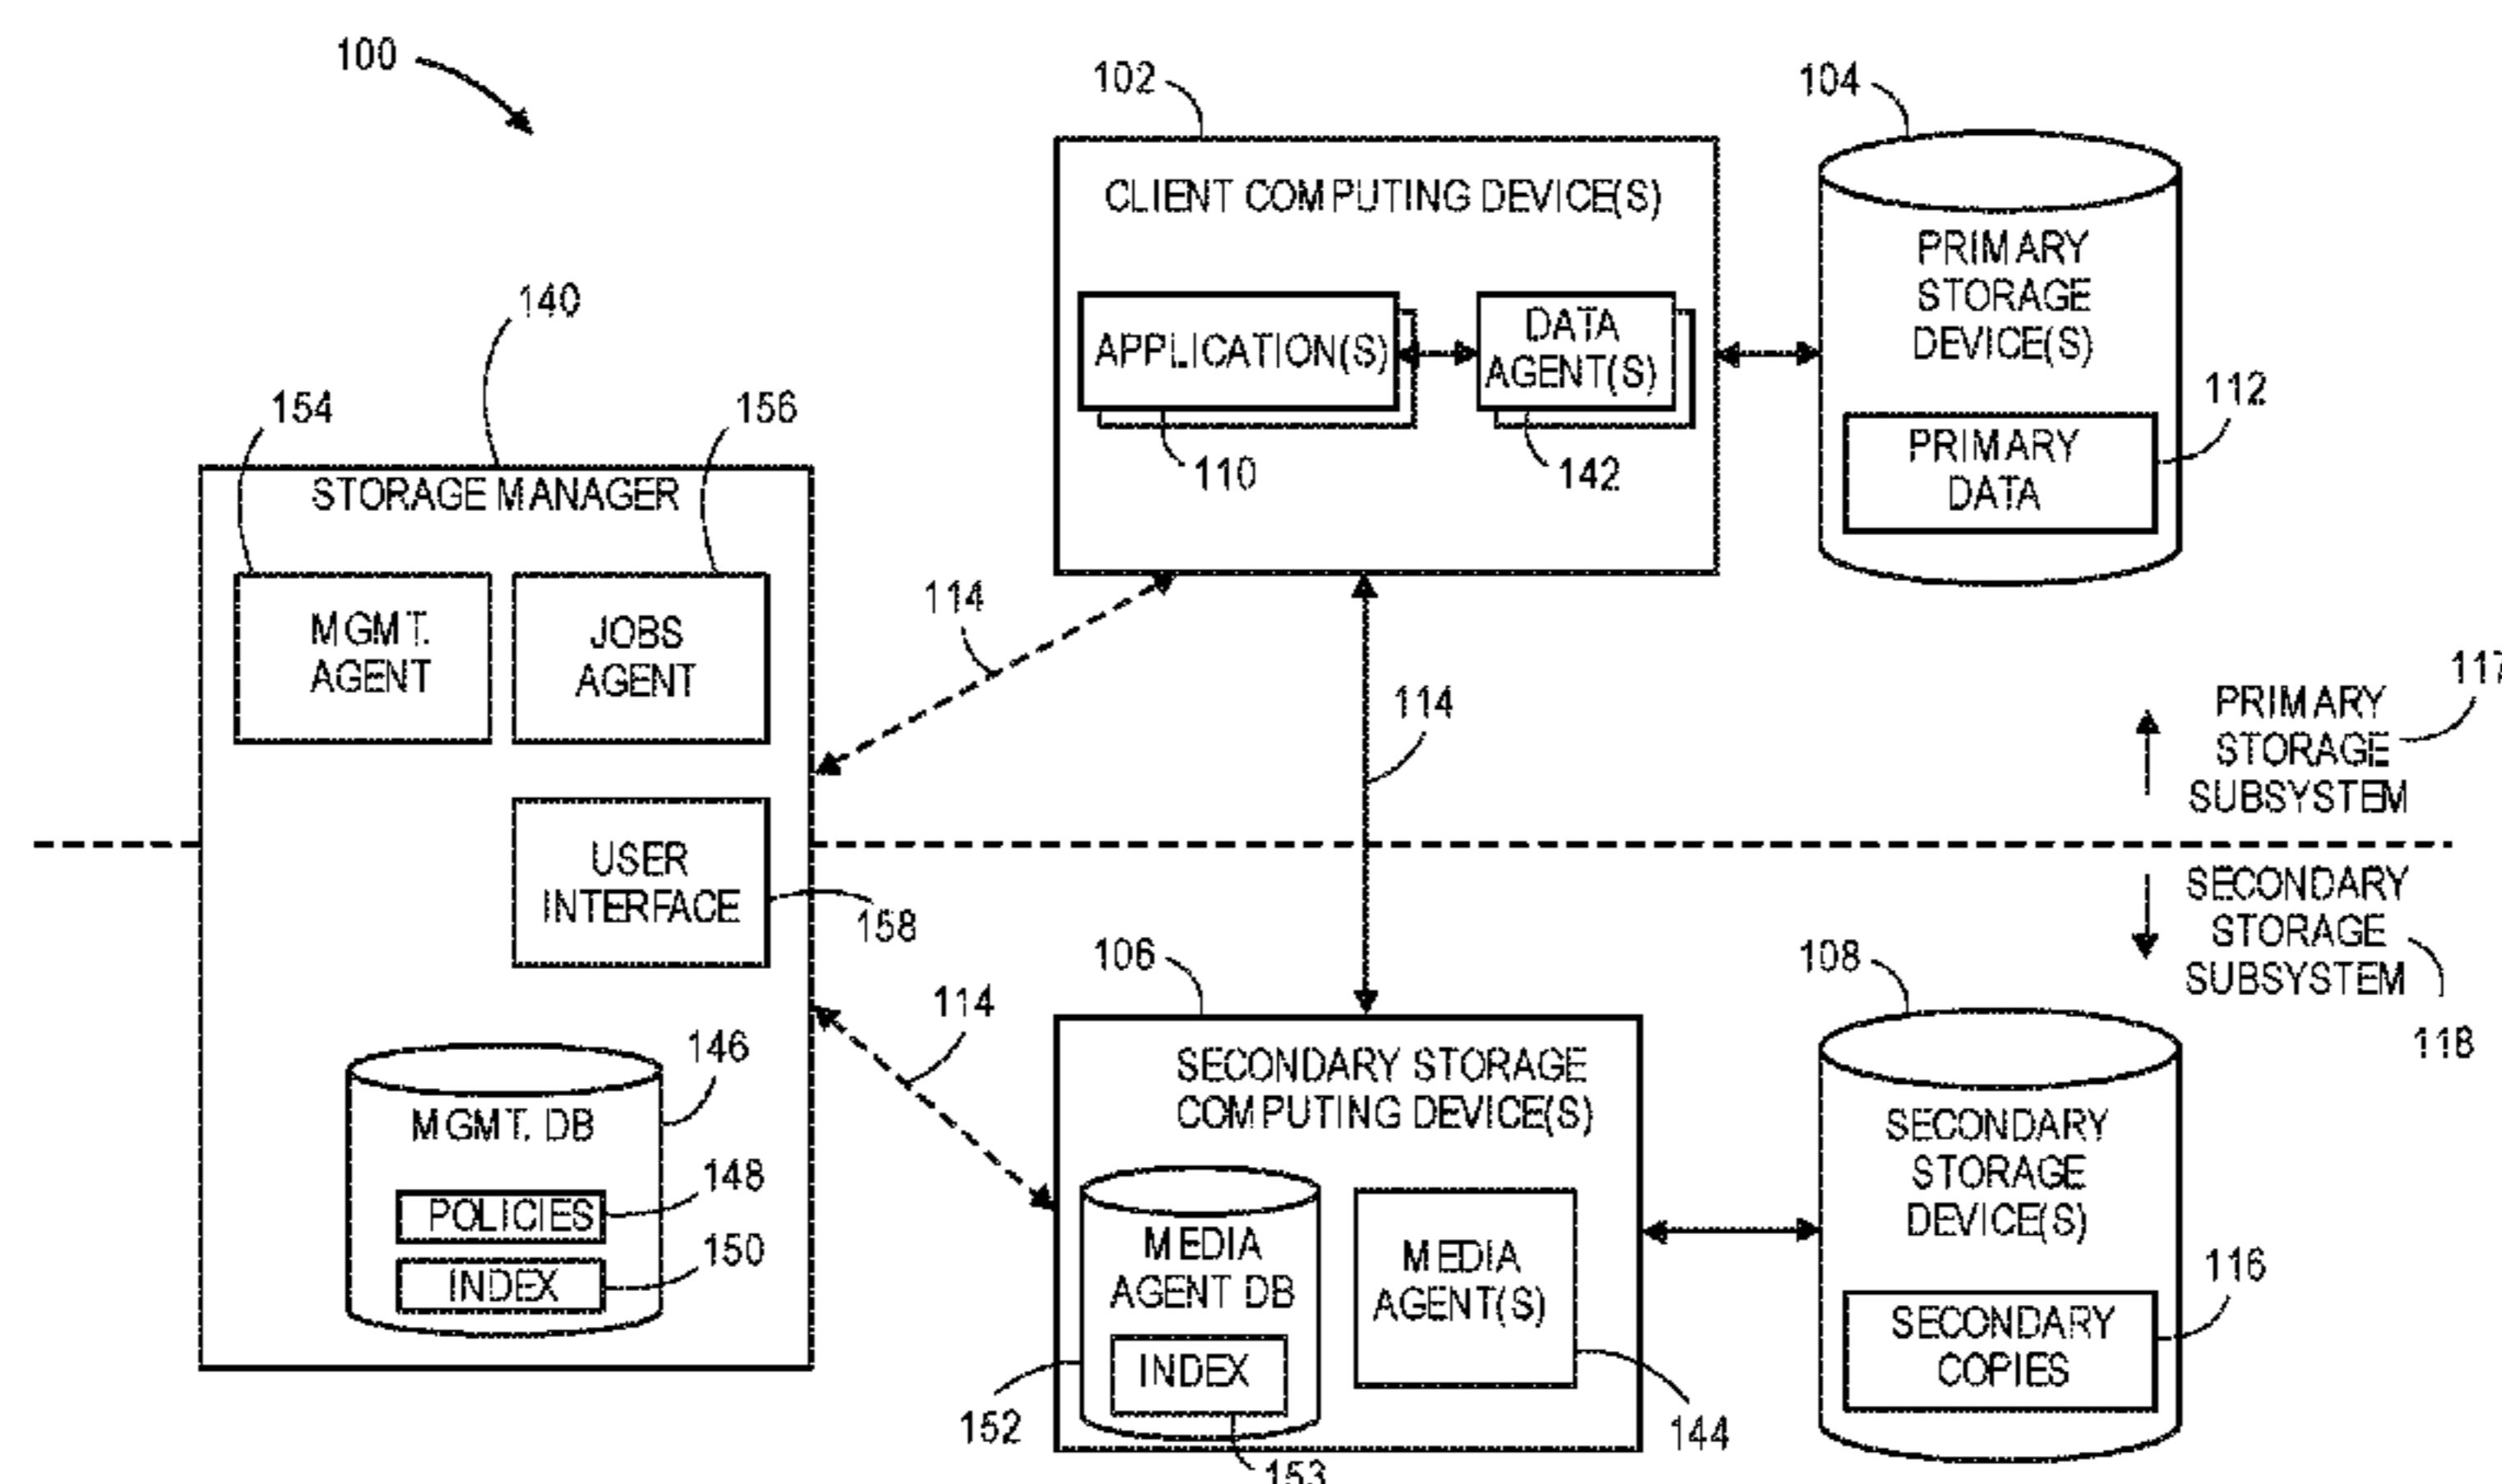 100
102
104
CLIENT COMPUTING DEVICE(S)
APPLICATION(S)
DATA
AGENT(S)
110
142
PRIMARY
STORAGE
DEVICE(S)
PRIMARY
DATA
112
140
154
156
STORAGE MANAGER
MGMT.
AGENT
JOBS
AGENT
114
114
117
PRIMARY
STORAGE
SUBSYSTEM
USER
INTERFACE
158
SECONDARY
STORAGE
SUBSYSTEM
118
114
106
108
146
MGMT. DB
POLICIES
148
INDEX
150
SECONDARY STORAGE
COMPUTING DEVICE(S)
MEDIA
AGENT DB
INDEX
MEDIA
AGENT(S)
152
153
144
SECONDARY
STORAGE
DEVICE(S)
SECONDARY
COPIES
116